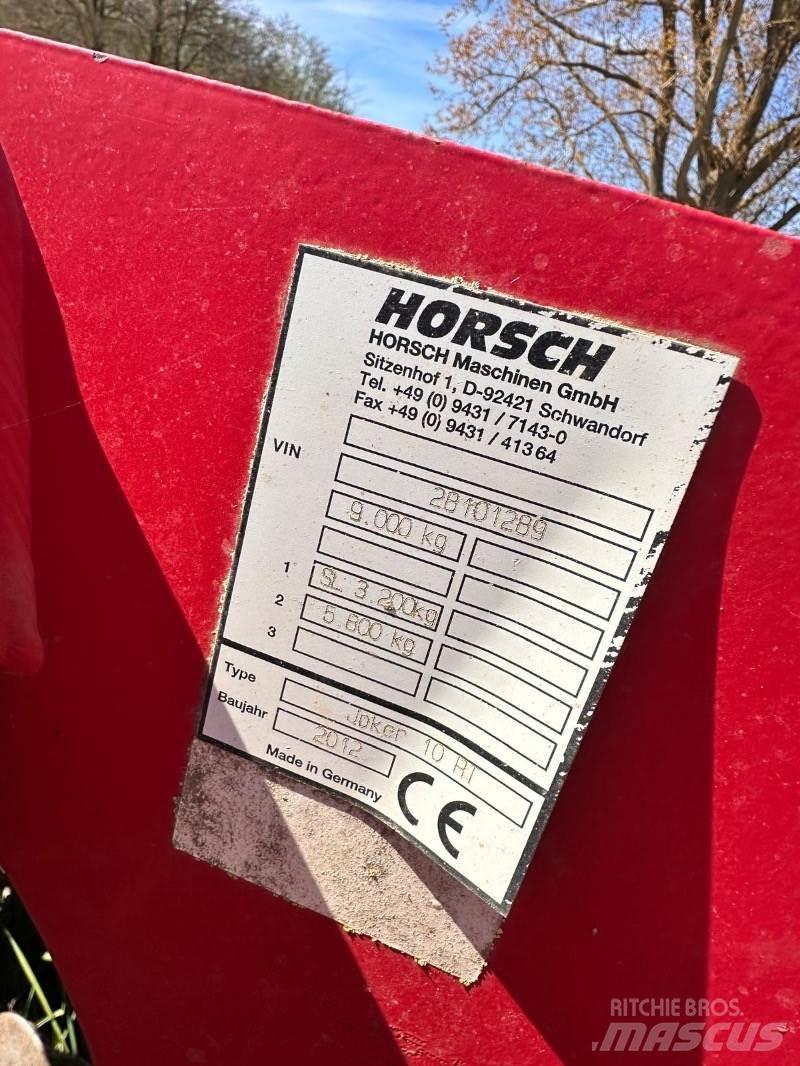 HORSCH
HORSCH Maschinen GmbH
Sitzenhof 1, D-92421 Schwandorf
Tel. +49 (0) 9431 / 7143-0
Fax +49 (0) 9431 / 41364
VIN
28101289
9.000 kg
1 SL 3.200kg
2 5.800 kg
3
Type Joker 10 RT
Baujahr 2012
Made in Germany
CE
RITCHIE BROS.
MASCUS